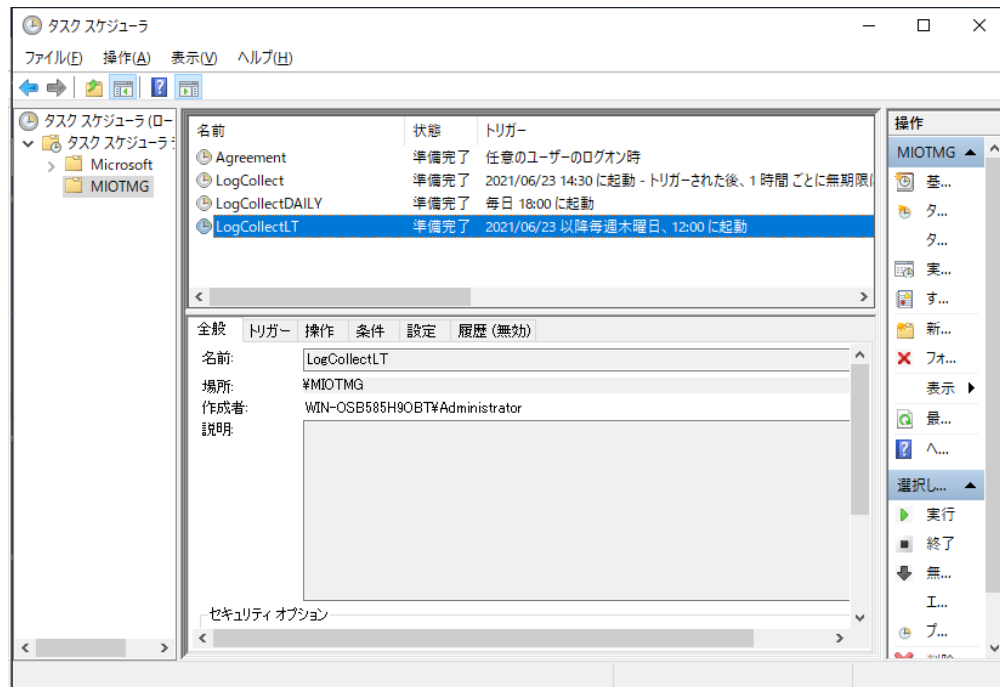 タスク スケジューラ
ファイル(F) 操作(A) 表示(V) ヘルプ(H)
タスク スケジューラ (ロー
タスク スケジューラ
Microsoft
MIOTMG
名前 状態 トリガー
Agreement 準備完了 任意のユーザーのログオン時
LogCollect 準備完了 2021/06/23 14:30 に起動 - トリガーされた後、1 時間 ごとに無期限に
LogCollectDAILY 準備完了 毎日 18:00 に起動
LogCollectLT 準備完了 2021/06/23 以降毎週木曜日、12:00 に起動
全般 トリガー 操作 条件 設定 履歴 (無効)
名前: LogCollectLT
場所: ¥MIOTMG
作成者: WIN-OSB585H9OBT¥Administrator
説明:
セキュリティ オプション
操作
MIOTMG
基...
タ...
タ...
実...
す...
新...
フォ...
表示
最...
ヘ...
選択し...
実行
終了
無...
エ...
プ...
削除